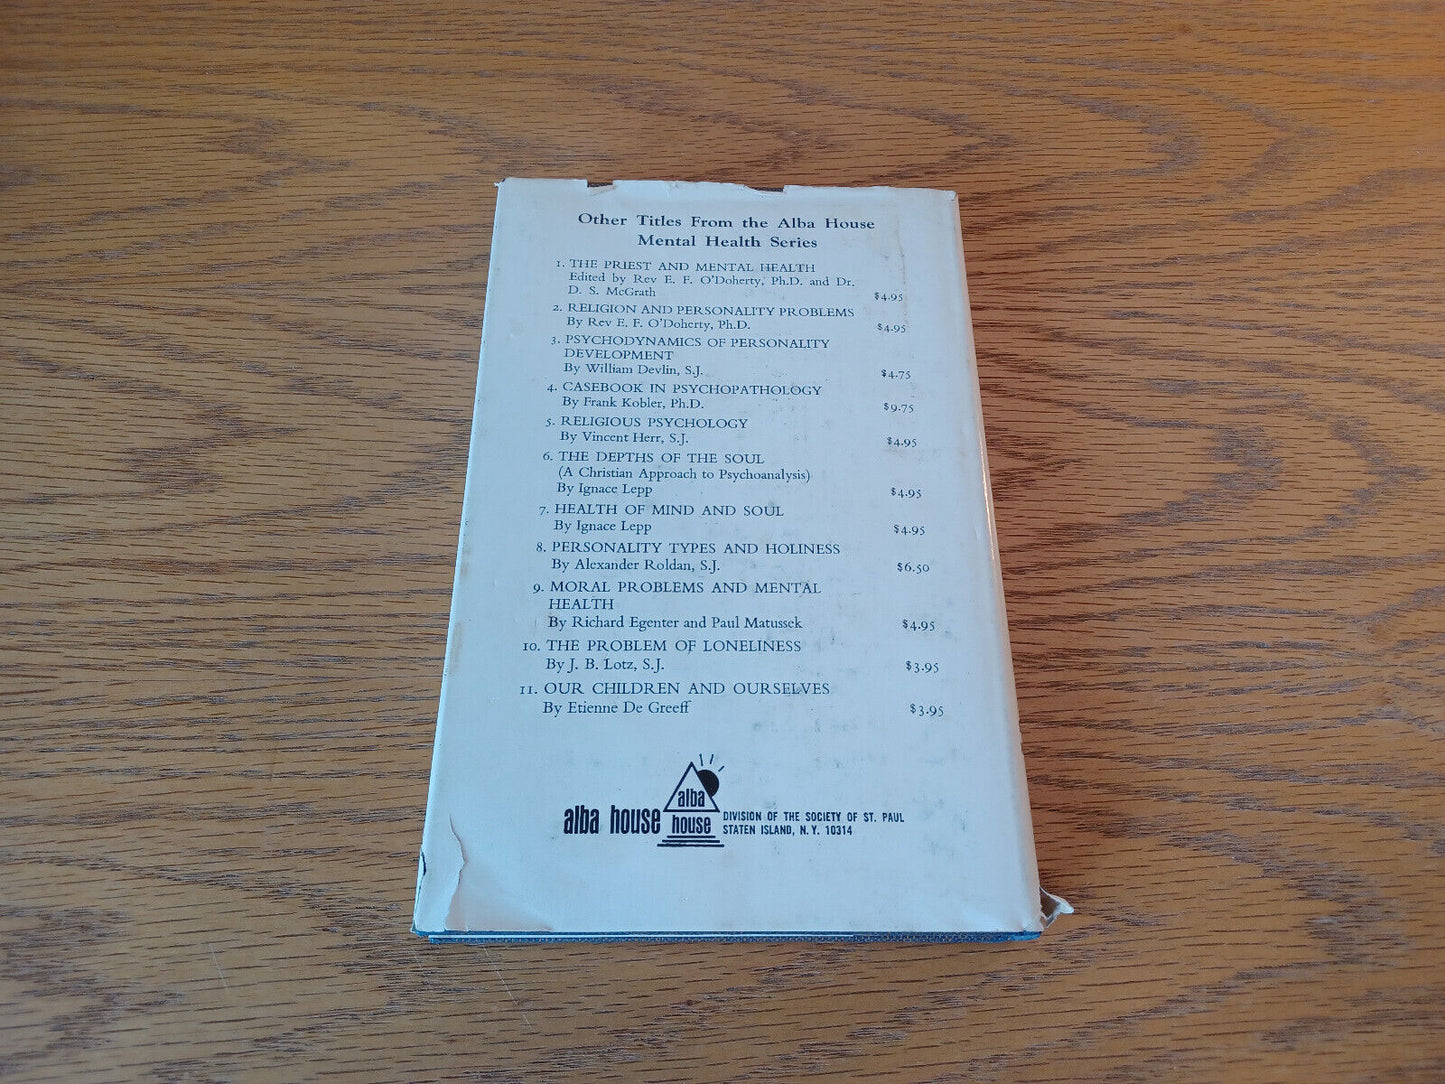 Other Titles From the Alba House
Mental Health Series
1. THE PRIEST AND MENTAL HEALTH
Edited by Rev E. F. O'Doherty, Ph.D. and Dr.
D. S. McGrath $4.95
2. RELIGION AND PERSONALITY PROBLEMS
By Rev E. F. O'Doherty, Ph.D. $4.95
3. PSYCHODYNAMICS OF PERSONALITY
DEVELOPMENT
By William Devlin, S.J. $4.75
4. CASEBOOK IN PSYCHOPATHOLOGY
By Frank Kobler, Ph.D. $9.75
5. RELIGIOUS PSYCHOLOGY
By Vincent Herr, S.J. $4.95
6. THE DEPTHS OF THE SOUL
(A Christian Approach to Psychoanalysis)
By Ignace Lepp $4.95
7. HEALTH OF MIND AND SOUL
By Ignace Lepp $4.95
8. PERSONALITY TYPES AND HOLINESS
By Alexander Roldan, S.J. $6.50
9. MORAL PROBLEMS AND MENTAL
HEALTH
By Richard Egenter and Paul Matussek $4.95
10. THE PROBLEM OF LONELINESS
By J. B. Lotz, S.J. $3.95
11. OUR CHILDREN AND OURSELVES
By Etienne De Greeff $3.95
alba house
alba
house
DIVISION OF THE SOCIETY OF ST. PAUL
STATEN ISLAND, N.Y. 10314